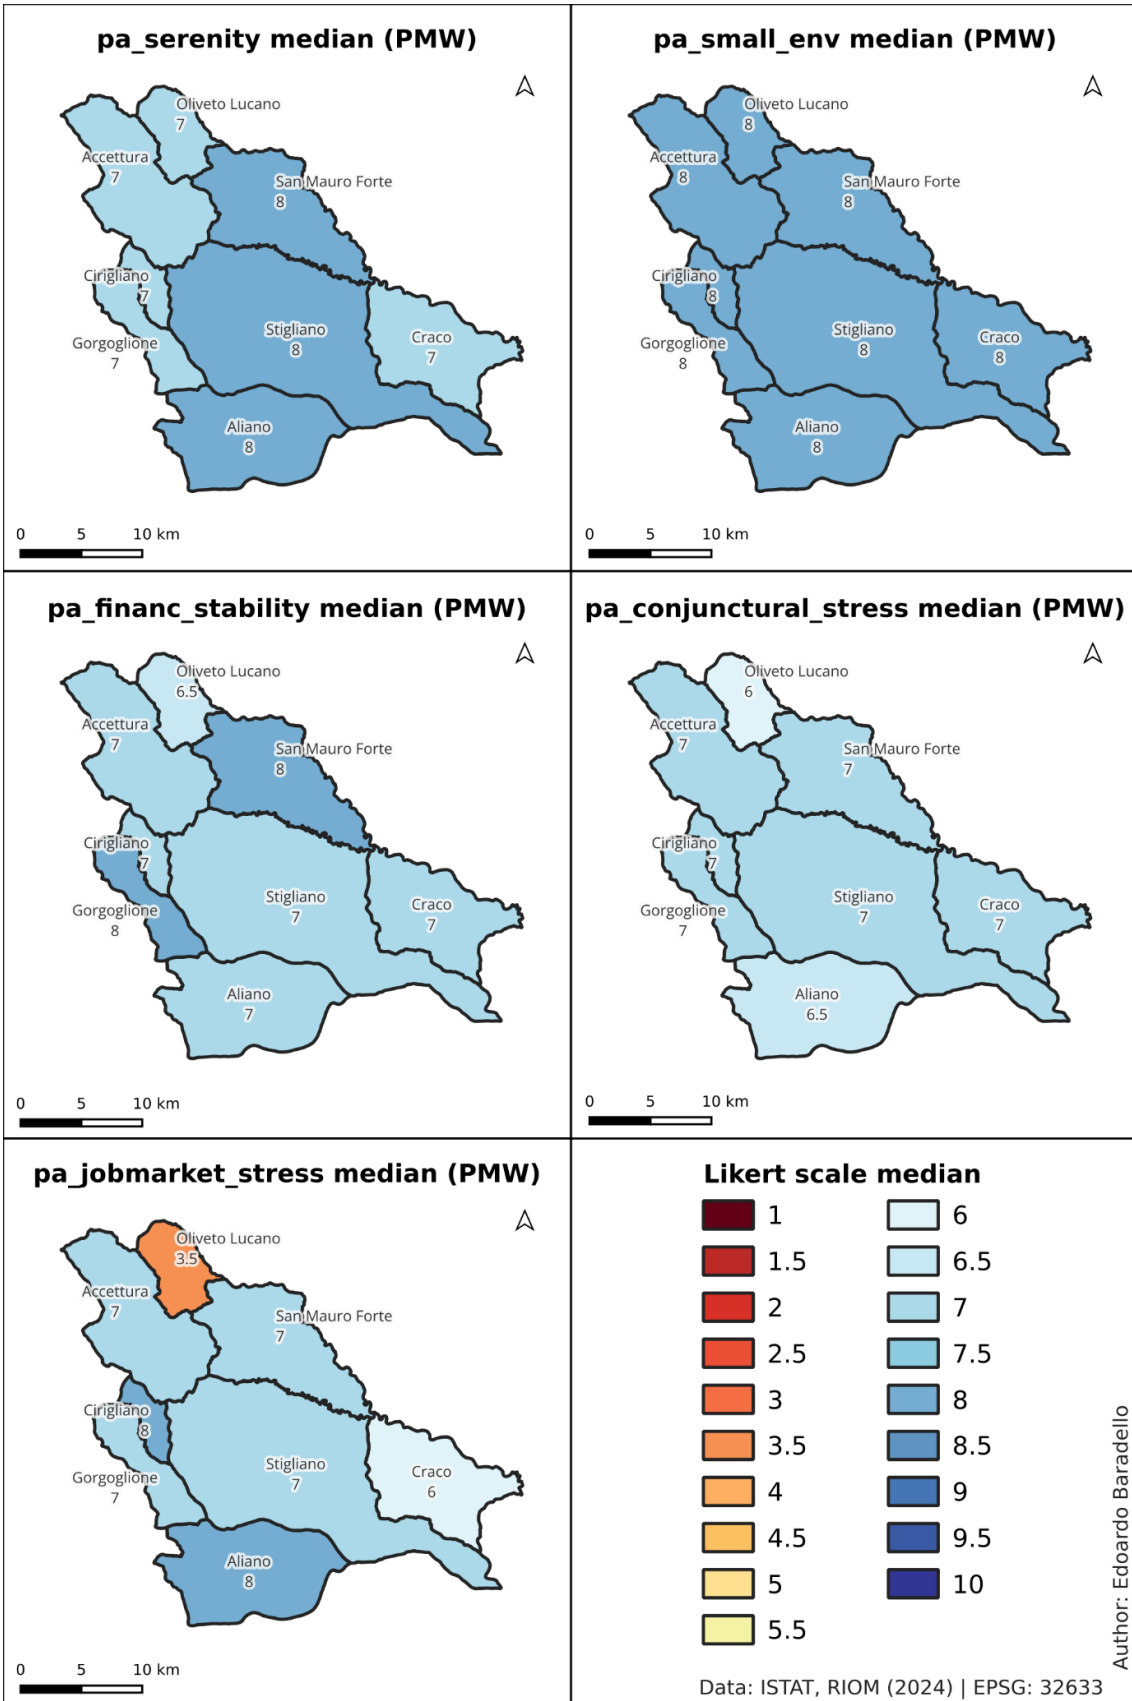 pa_serenity median (PMW)
Oliveto Lucano
7
Accettura
7
San Mauro Forte
8
Cirigliano
7
Stigliano
8
Gorgoglione
7
Craco
7
Aliano
8
0 5 10 km
pa_small_env median (PMW)
Oliveto Lucano
8
Accettura
8
San Mauro Forte
8
Cirigliano
8
Stigliano
8
Gorgoglione
8
Craco
8
Aliano
8
0 5 10 km
pa_financ_stability median (PMW)
Oliveto Lucano
6.5
Accettura
7
San Mauro Forte
8
Cirigliano
7
Stigliano
7
Gorgoglione
8
Craco
7
Aliano
7
0 5 10 km
pa_conjunctural_stress median (PMW)
Oliveto Lucano
6
Accettura
7
San Mauro Forte
7
Cirigliano
7
Stigliano
7
Gorgoglione
7
Craco
7
Aliano
6.5
0 5 10 km
pa_jobmarket_stress median (PMW)
Oliveto Lucano
3.5
Accettura
7
San Mauro Forte
7
Cirigliano
8
Stigliano
7
Gorgoglione
7
Craco
6
Aliano
8
0 5 10 km
Likert scale median
1
1.5
2
2.5
3
3.5
4
4.5
5
5.5
6
6.5
7
7.5
8
8.5
9
9.5
10
Author: Edoardo Baradello
Data: ISTAT, RIOM (2024) | EPSG: 32633